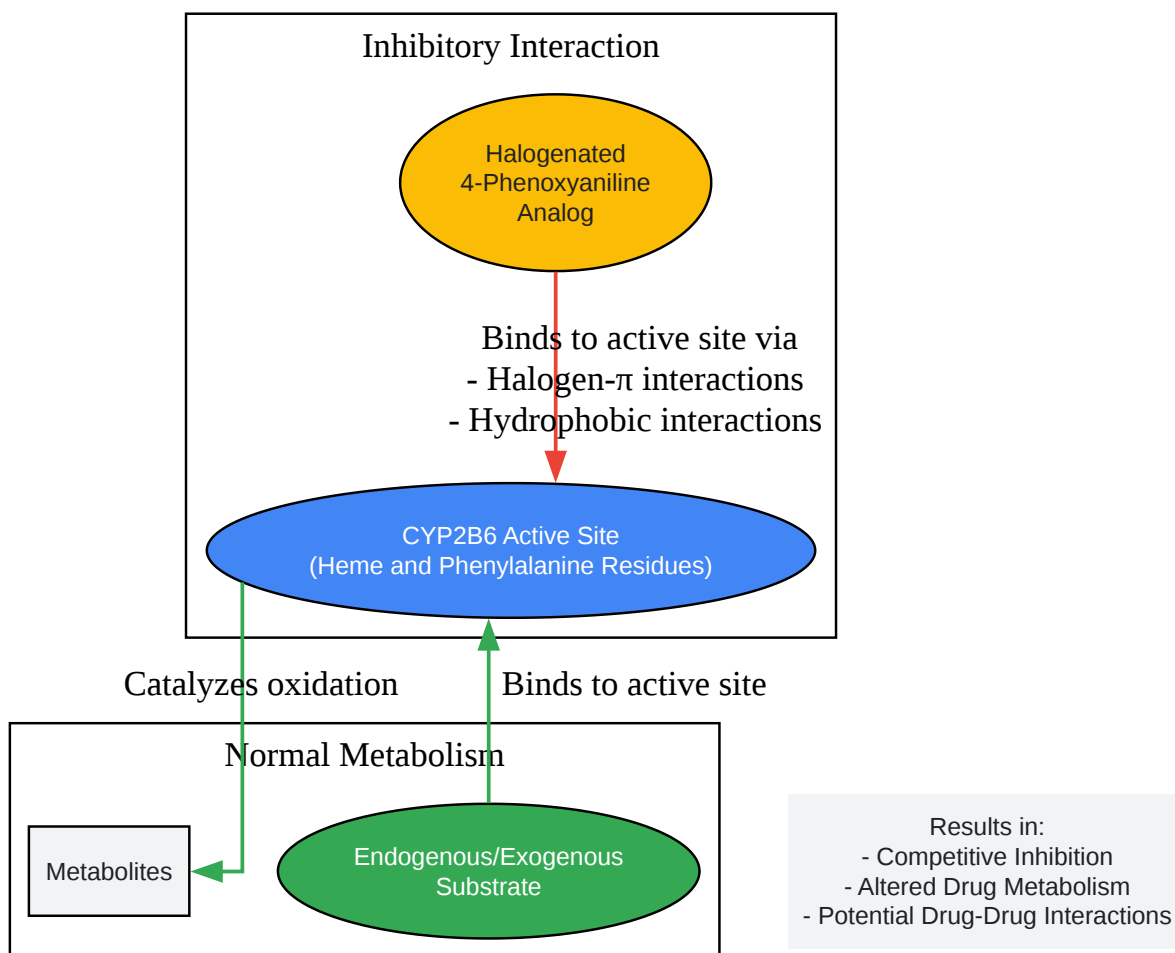 Inhibitory Interaction
Halogenated
4-Phenoxyaniline
Analog
Binds to active site via
- Halogen-π interactions
- Hydrophobic interactions
CYP2B6 Active Site
(Heme and Phenylalanine Residues)
Catalyzes oxidation
Binds to active site
Normal Metabolism
Metabolites
Endogenous/Exogenous
Substrate
Results in:
- Competitive Inhibition
- Altered Drug Metabolism
- Potential Drug-Drug Interactions